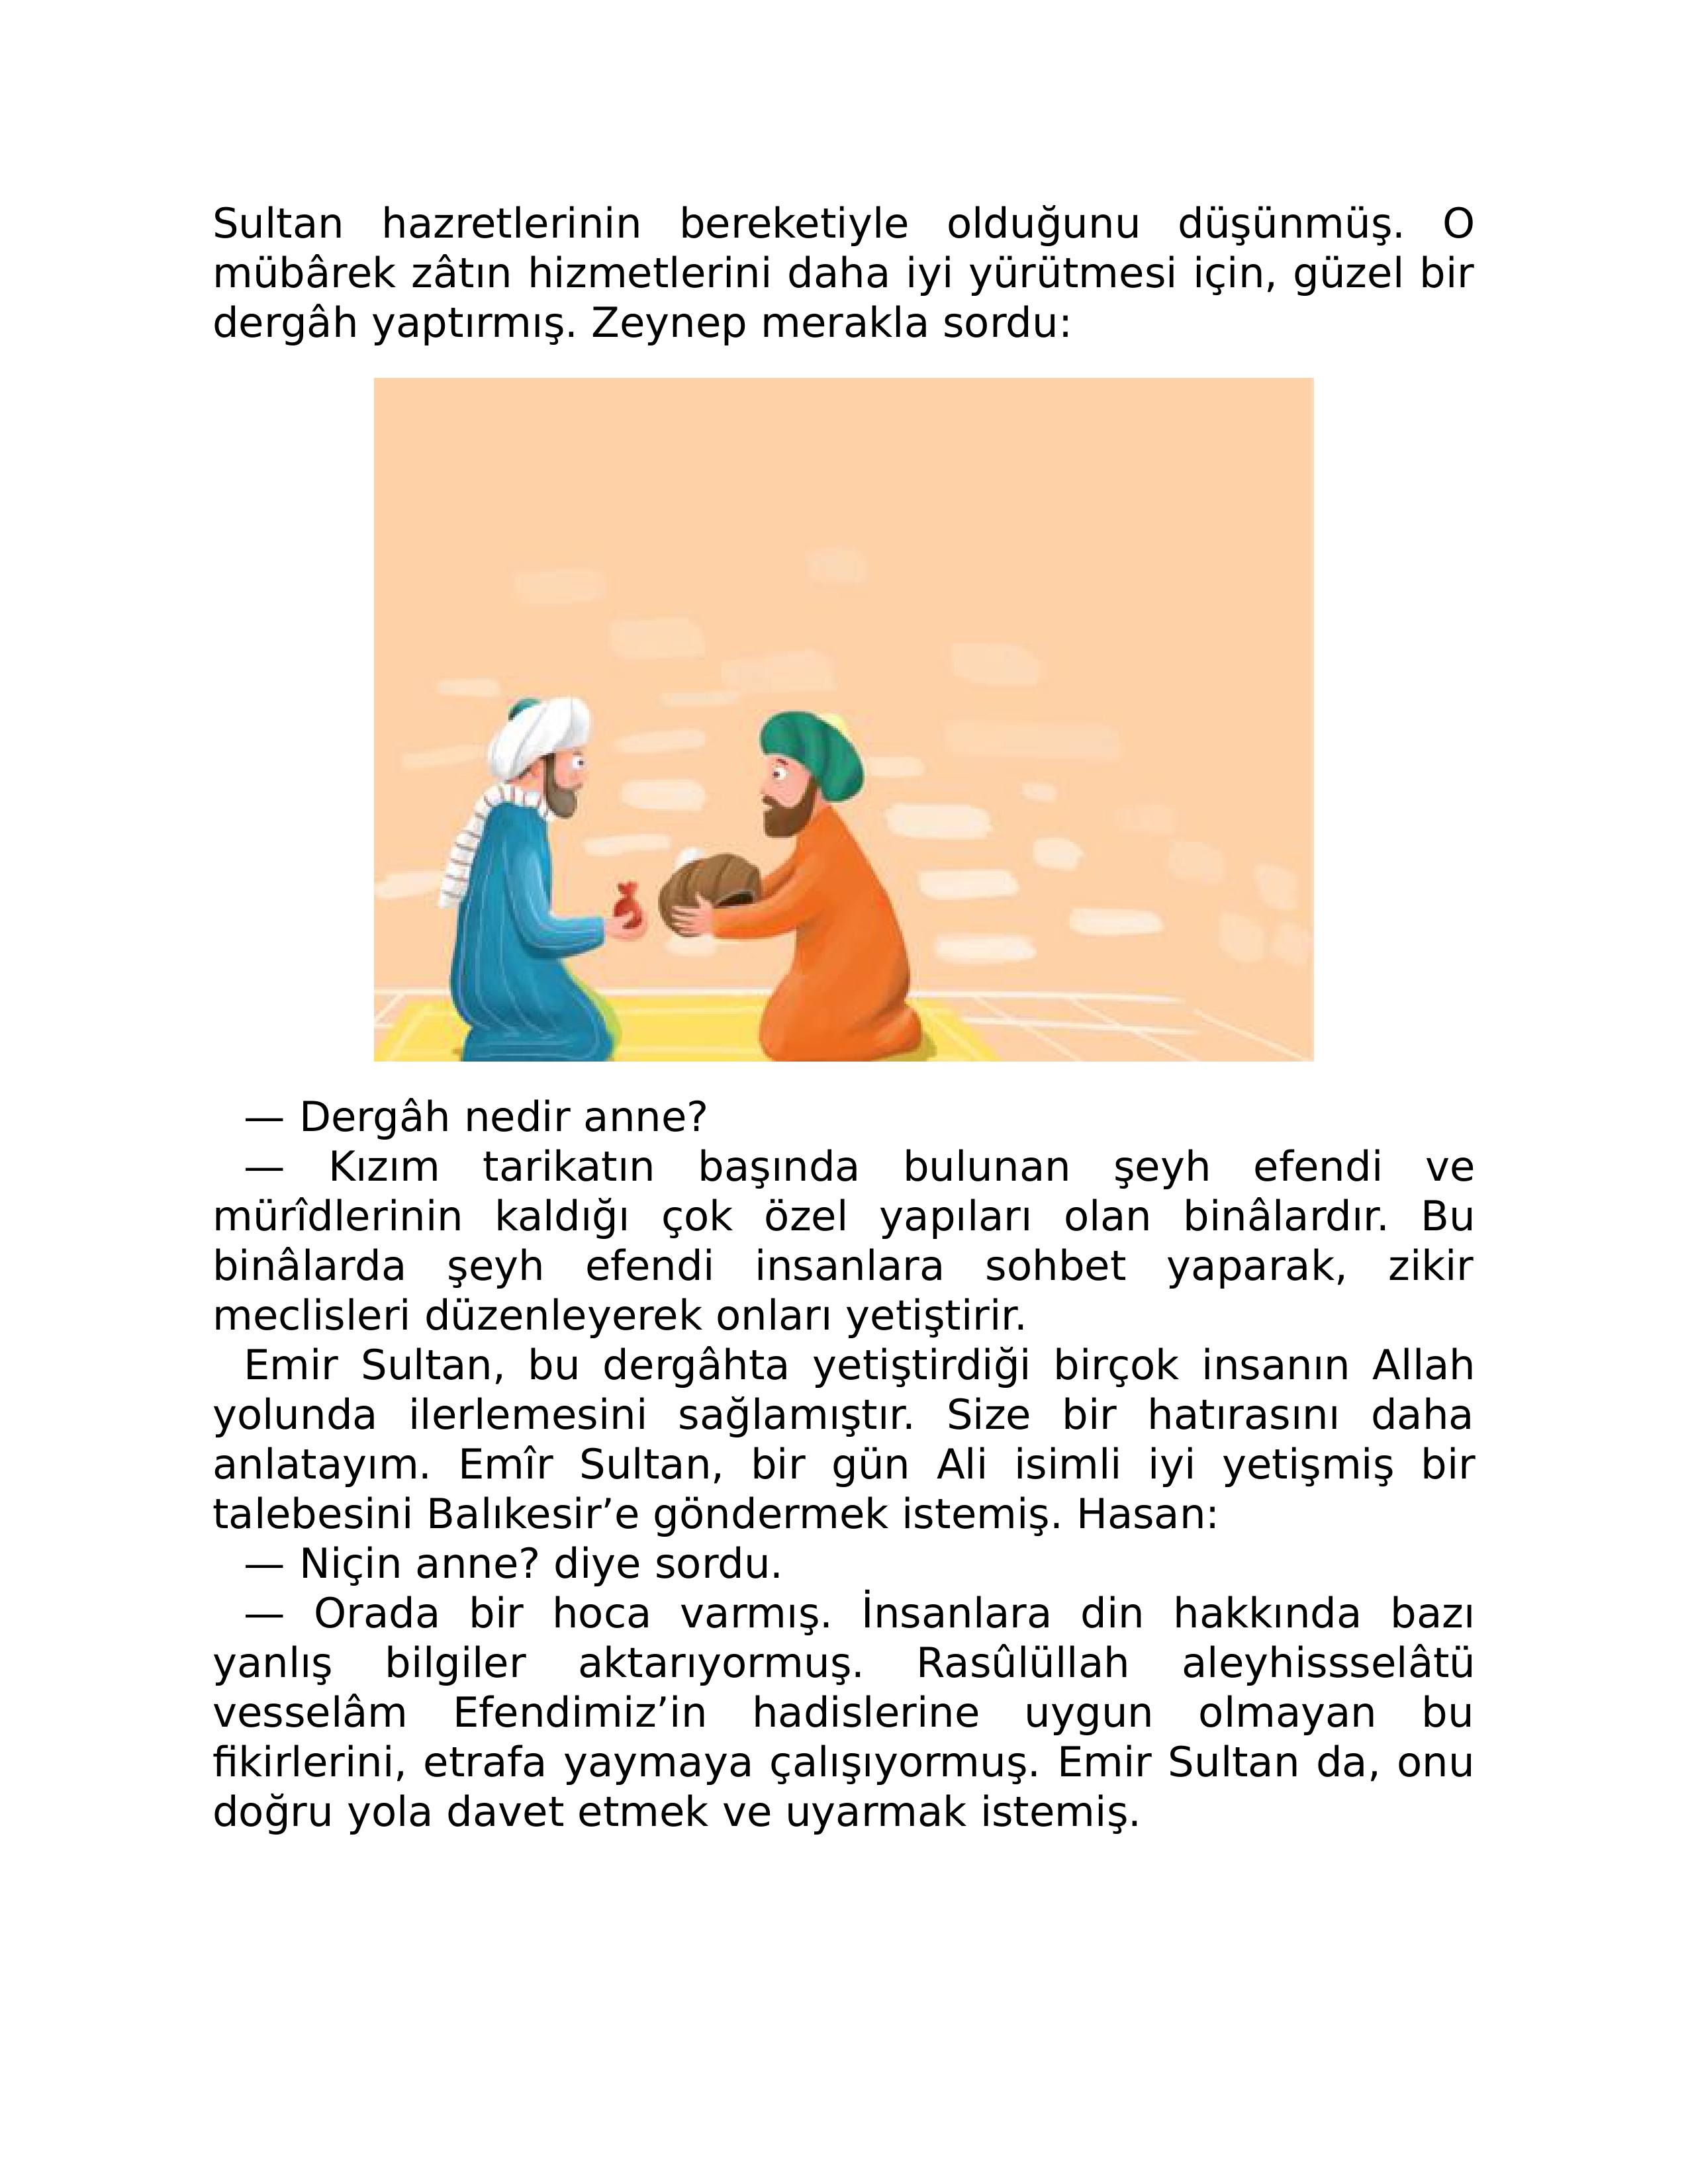 Sultan hazretlerinin bereketiyle olduğunu düşünmüş. O
mübârek zâtın hizmetlerini daha iyi yürütmesi için, güzel bir
dergâh yaptırmış. Zeynep merakla sordu:
— Dergâh nedir anne?
— Kızım tarikatın başında bulunan şeyh efendi ve
mürîdlerinin kaldığı çok özel yapıları olan binâlardır. Bu
binâlarda şeyh efendi insanlara sohbet yaparak, zikir
meclisleri düzenleyerek onları yetiştirir.
Emir Sultan, bu dergâhta yetiştirdiği birçok insanın Allah
yolunda ilerlemesini sağlamıştır. Size bir hatırasını daha
anlatayım. Emîr Sultan, bir gün Ali isimli iyi yetişmiş bir
talebesini Balıkesir’e göndermek istemiş. Hasan:
— Niçin anne? diye sordu.
— Orada bir hoca varmış. İnsanlara din hakkında bazı
yanlış bilgiler aktarıyormuş. Rasûlüllah aleyhissselâtü
vesselâm Efendimiz’in hadislerine uygun olmayan bu
fikirlerini, etrafa yaymaya çalışıyormuş. Emir Sultan da, onu
doğru yola davet etmek ve uyarmak istemiş.